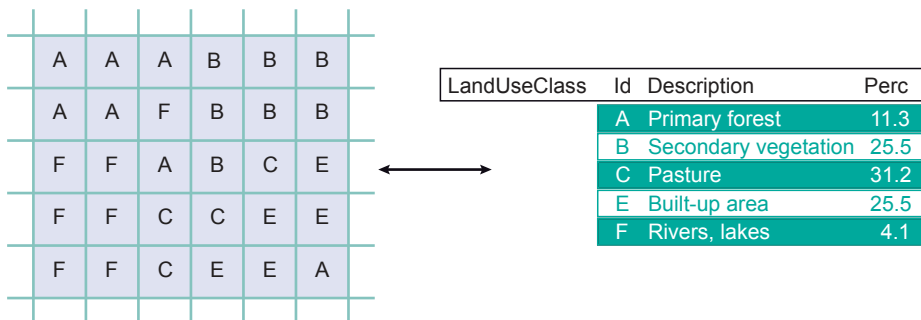 A A A B B B
A A F B B B
F F A B C E
F F C C E E
F F C E E A
LandUseClass Id Description Perc
A Primary forest 11.3
B Secondary vegetation 25.5
C Pasture 31.2
E Built-up area 25.5
F Rivers, lakes 4.1